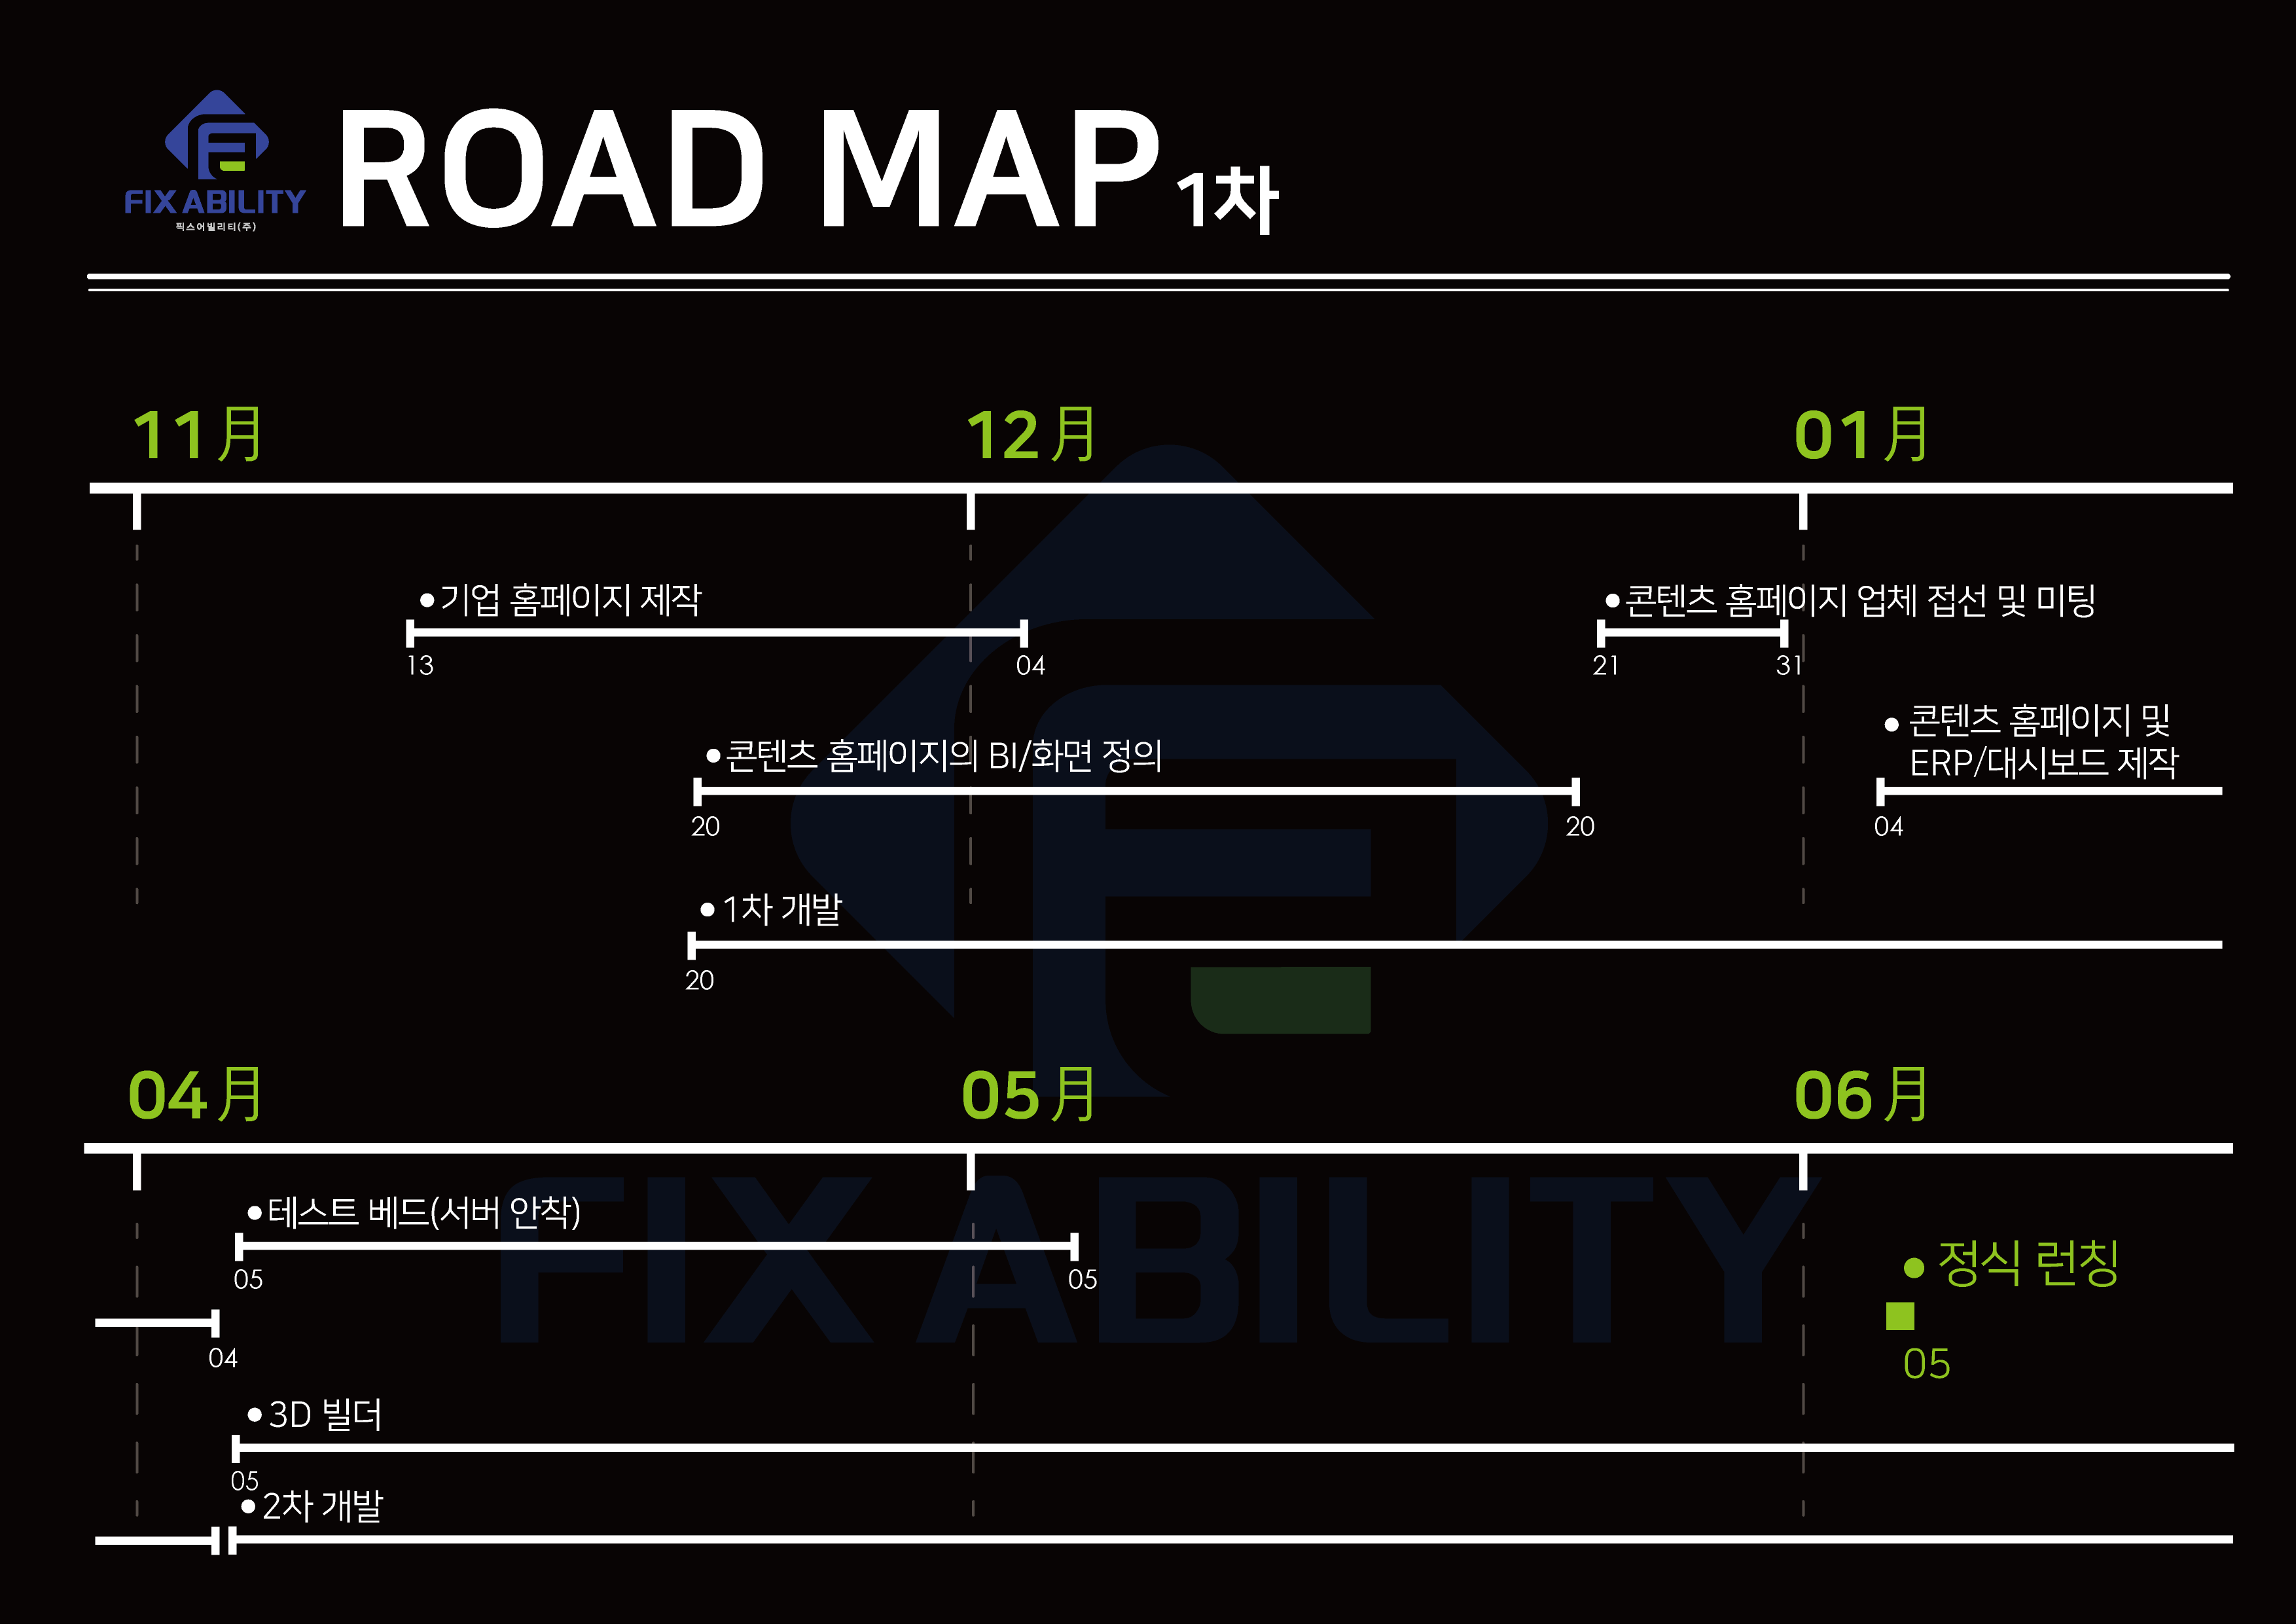 FIXABILITY
픽스어빌리티(주)
ROAD MAP 1차
11月
12月
01月
기업 홈페이지 제작
13
04
콘텐츠 홈페이지 업체 접선 및 미팅
21
31
콘텐츠 홈페이지의 BI/화면 정의
20
20
콘텐츠 홈페이지 및
ERP/대시보드 제작
04
1차 개발
20
04月
05月
06月
FIXABILITY
테스트 베드(서버 안착)
05
05
정식 런칭
05
04
3D 빌더
05
2차 개발